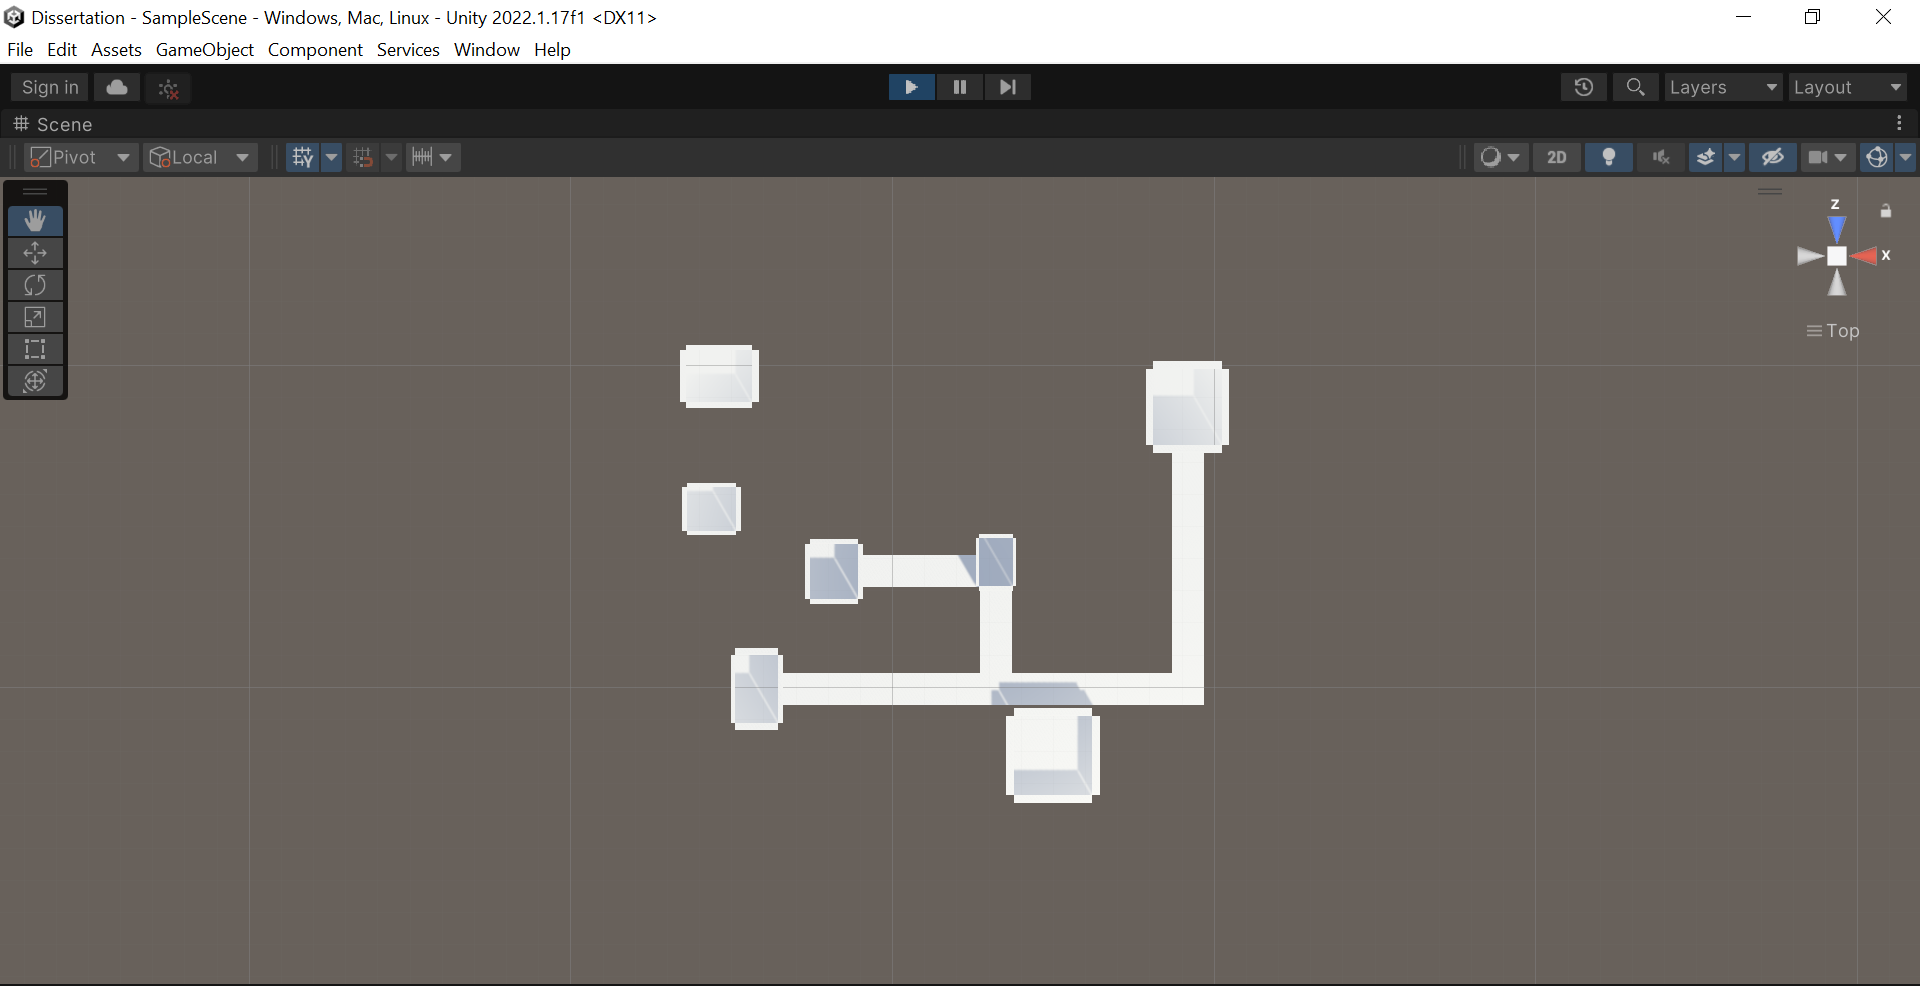 Dissertation - SampleScene - Windows, Mac, Linux - Unity 2022.1.17f1 <DX11>
File Edit Assets GameObject Component Services Window Help
Sign in Layers Layout
Scene
Pivot Local 2D
z
x
Top